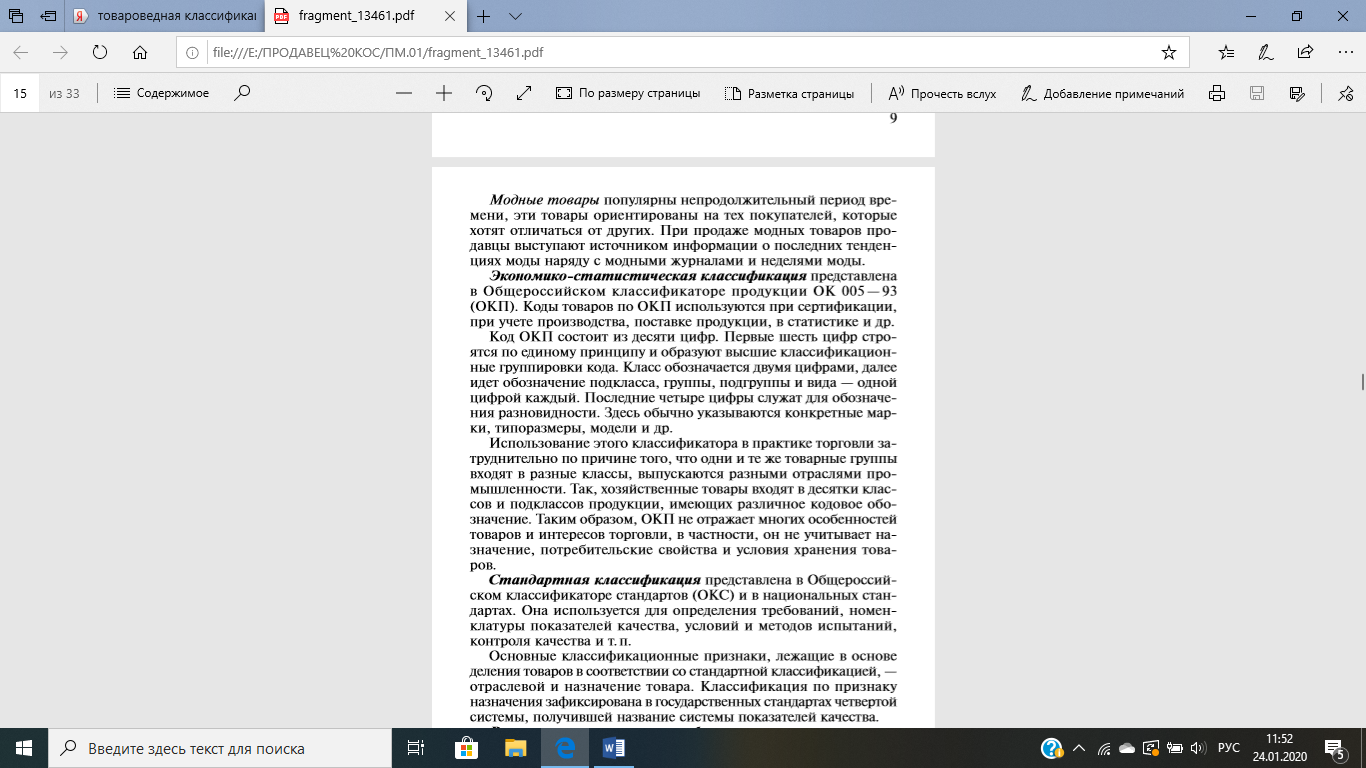 товароведная классифика
fragment_13461.pdf
file:///E:/ПРОДАВЕЦ%20КОС/ПМ.01/fragment_13461.pdf
15 из 33 Содержимое По размеру страницы Разметка страницы Прочесть вслух Добавление примечаний
9
Модные товары популярны непродолжительный период вре-
мени, эти товары ориентированы на тех покупателей, которые
хотят отличаться от других. При продаже модных товаров про-
давцы выступают источником информации о последних тенден-
циях моды наряду с модными журналами и неделями моды.
Экономико-статистическая классификация представлена
в Общероссийском классификаторе продукции ОК 005 — 93
(ОКП). Коды товаров по ОКП используются при сертификации,
при учете производства, поставке продукции, в статистике и др.
Код ОКП состоит из десяти цифр. Первые шесть цифр стро-
ятся по единому принципу и образуют высшие классификацион-
ные группировки кода. Класс обозначается двумя цифрами, далее
идет обозначение подкласса, группы, подгруппы и вида — одной
цифрой каждый. Последние четыре цифры служат для обозначе-
ния разновидности. Здесь обычно указываются конкретные мар-
ки, типоразмеры, модели и др.
Использование этого классификатора в практике торговли за-
труднительно по причине того, что одни и те же товарные группы
входят в разные классы, выпускаются разными отраслями про-
мышленности. Так, хозяйственные товары входят в десятки клас-
сов и подклассов продукции, имеющих различное кодовое обо-
значение. Таким образом, ОКП не отражает многих особенностей
товаров и интересов торговли, в частности, он не учитывает на-
значение, потребительские свойства и условия хранения това-
ров.
Стандартная классификация представлена в Общероссий-
ском классификаторе стандартов (ОКС) и в национальных стан-
дартах. Она используется для определения требований, номен-
клатуры показателей качества, условий и методов испытаний,
контроля качества и т. п.
Основные классификационные признаки, лежащие в основе
деления товаров в соответствии со стандартной классификацией, —
отраслевой и назначение товара. Классификация по признаку
назначения зафиксирована в государственных стандартах четвертой
системы, получившей название системы показателей качества.
Введите здесь текст для поиска
РУС
11:52
24.01.2020
5